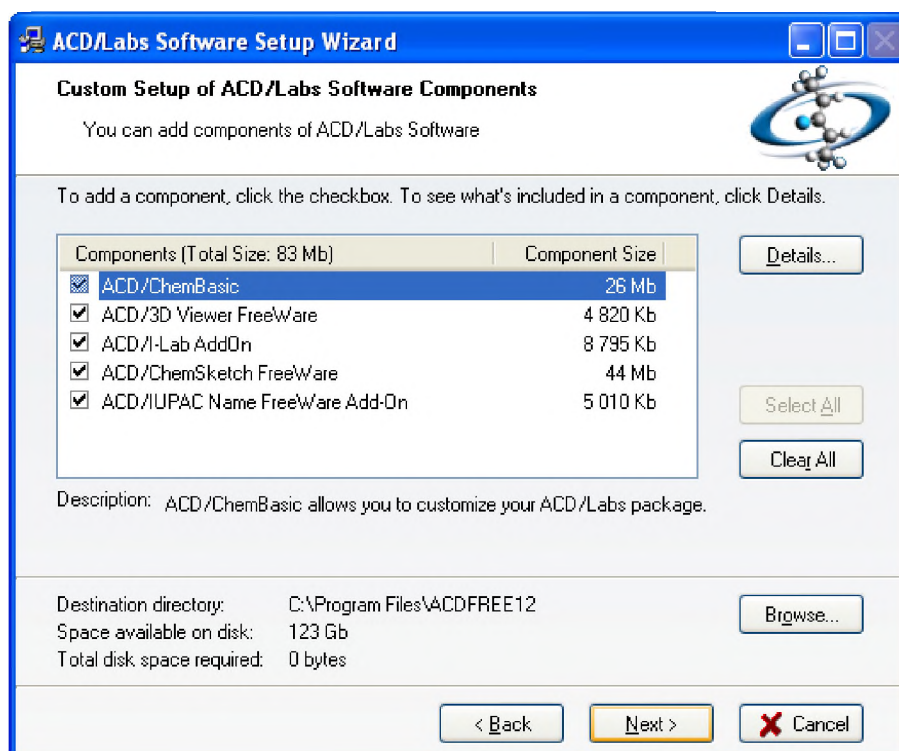 ACD/Labs Software Setup Wizard
Custom Setup of ACD/Labs Software Components
You can add components of ACD/Labs Software
To add a component, click the checkbox. To see what's included in a component, click Details.
Components (Total Size: 83 Mb) Component Size
Details...
ACD/ChemBasic 26 Mb
ACD/3D Viewer FreeWare 4 820 Kb
ACD/I-Lab AddOn 8 795 Kb
ACD/ChemSketch FreeWare 44 Mb
ACD/IUPAC Name FreeWare Add-On 5 010 Kb
Select All
Clear All
Description: ACD/ChemBasic allows you to customize your ACD/Labs package.
Destination directory: C:\Program Files\ACDFREE12
Browse...
Space available on disk: 123 Gb
Total disk space required: 0 bytes
< Back Next > Cancel